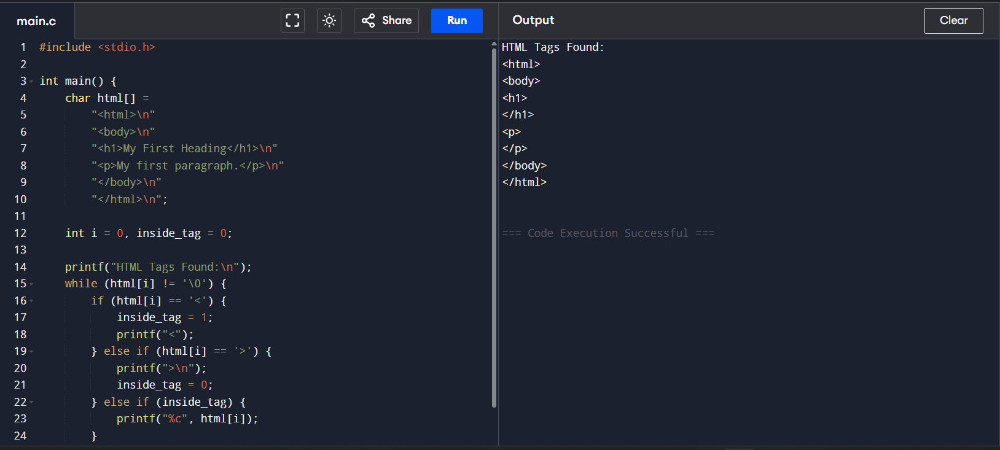 main.c
Share
Run
Output
Clear
1 #include <stdio.h>
2
3 int main() {
4     char html[] =
5         "<html>\n"
6         "<body>\n"
7         "<h1>My First Heading</h1>\n"
8         "<p>My first paragraph.</p>\n"
9         "</body>\n"
10         "</html>\n";
11
12     int i = 0, inside_tag = 0;
13
14     printf("HTML Tags Found:\n");
15     while (html[i] != '\0') {
16         if (html[i] == '<') {
17             inside_tag = 1;
18             printf("<");
19         } else if (html[i] == '>') {
20             printf(">\n");
21             inside_tag = 0;
22         } else if (inside_tag) {
23             printf("%c", html[i]);
24         }
HTML Tags Found:
<html>
<body>
<h1>
</h1>
<p>
</p>
</body>
</html>
=== Code Execution Successful ===